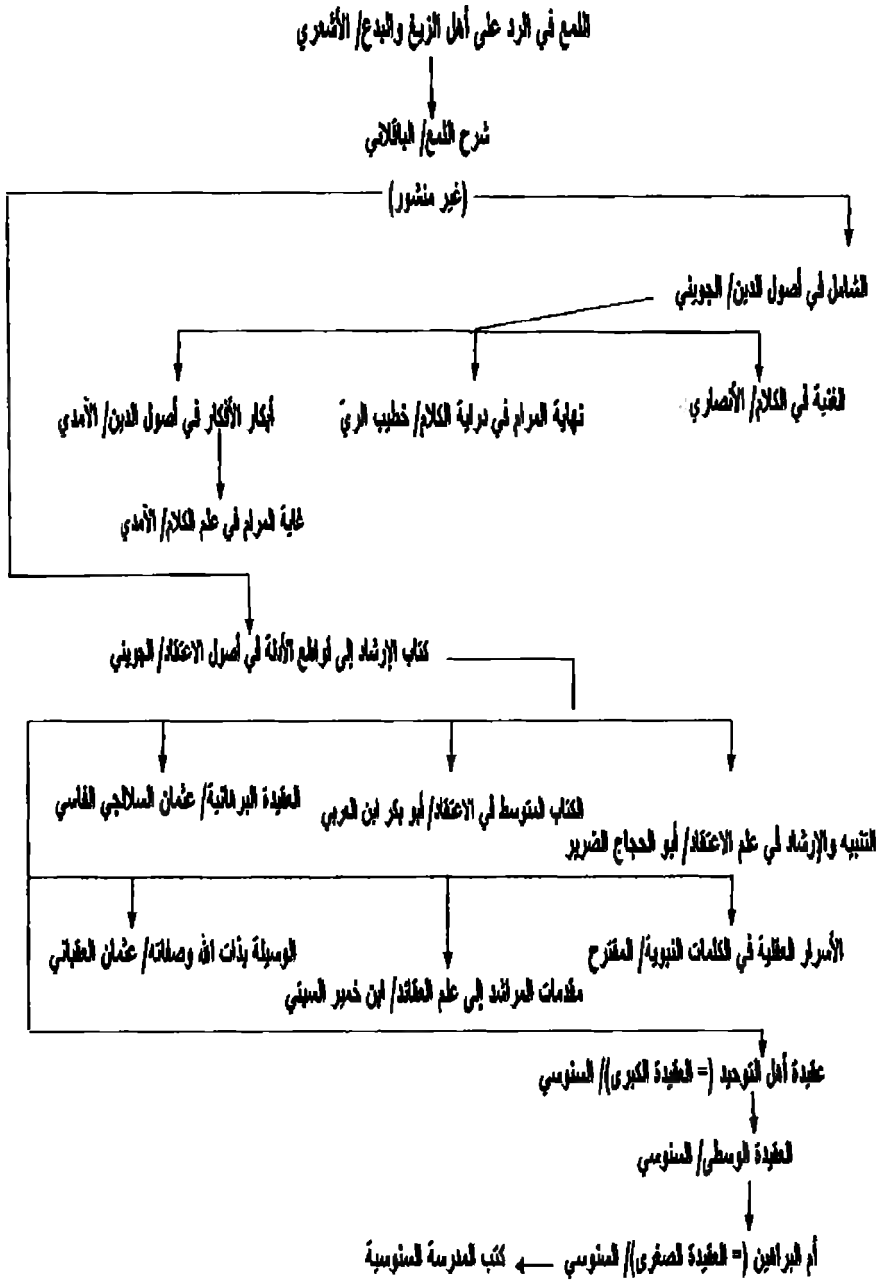 اللمع في الرد على أهل الزيغ والبدع/ الأشعري
شرح اللمع/ الباقلاني
(غير منشور)
الشامل في أصول الدين/ الجويني
الغنية في الكلام/ الأنصاري
نهاية المرام في دراية الكلام/ خطيب الريّ
أبكار الأفكار في أصول الدين/ الآمدي
غاية المرام في علم الكلام/ الآمدي
كتاب الإرشاد إلى قواطع الأدلة في أصول الاعتقاد/ الجويني
التنبيه والإرشاد في علم الاعتقاد/ أبو الحجاج الضرير
الكتاب المتوسط في الاعتقاد/ أبو بكر ابن العربي
العقيدة البرهانية/ عثمان السلالجي الفاسي
الأسرار العقلية في الكلمات النبوية/ المقترح
مقدمات المراشد إلى علم العقائد/ ابن خمير السبتي
الوسيلة بذات الله وصفاته/ عثمان العقباني
عقيدة أهل التوحيد (= العقيدة الكبرى)/ السنوسي
العقيدة الوسطى/ السنوسي
أم البراهين (= العقيدة الصغرى)/ السنوسي
كتب المدرسة السنوسية